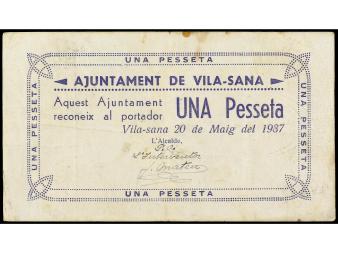 UNA PESSETA
AJUNTAMENT DE VILA-SANA
Aquest Ajuntament
reconeix al portador
UNA Pesseta
Vila-sana 20 de Maig del 1937
L'Alcalde,
P.O.
L'Interventor
UNA PESSETA
UNA PESSETA
UNA PESSETA